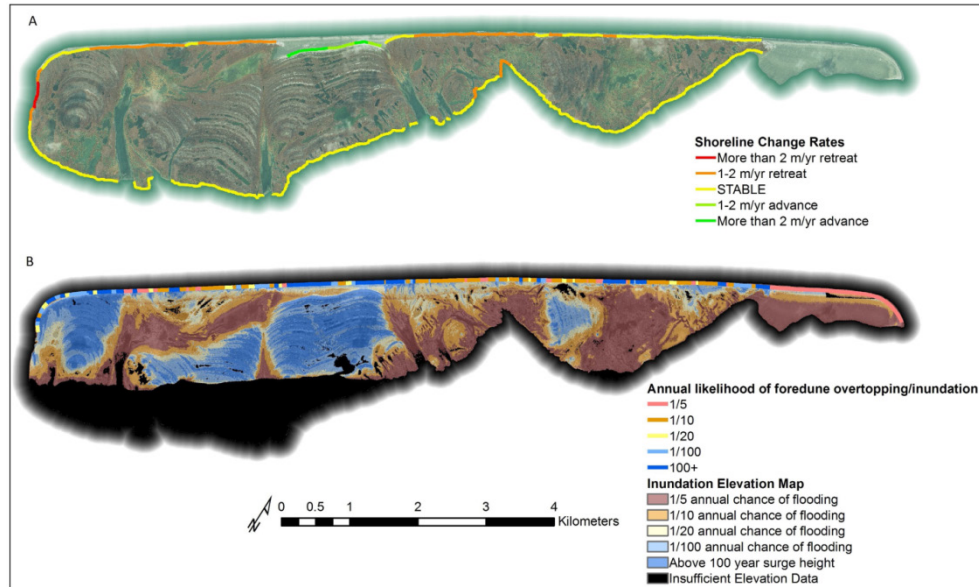 A
Shoreline Change Rates
More than 2 m/yr retreat
1-2 m/yr retreat
STABLE
1-2 m/yr advance
More than 2 m/yr advance
B
Annual likelihood of foredune overtopping/inundation
1/5
1/10
1/20
1/100
100+
Inundation Elevation Map
1/5 annual chance of flooding
1/10 annual chance of flooding
1/20 annual chance of flooding
1/100 annual chance of flooding
Above 100 year surge height
Insufficient Elevation Data
N
0 0.5 1 2 3 4
Kilometers